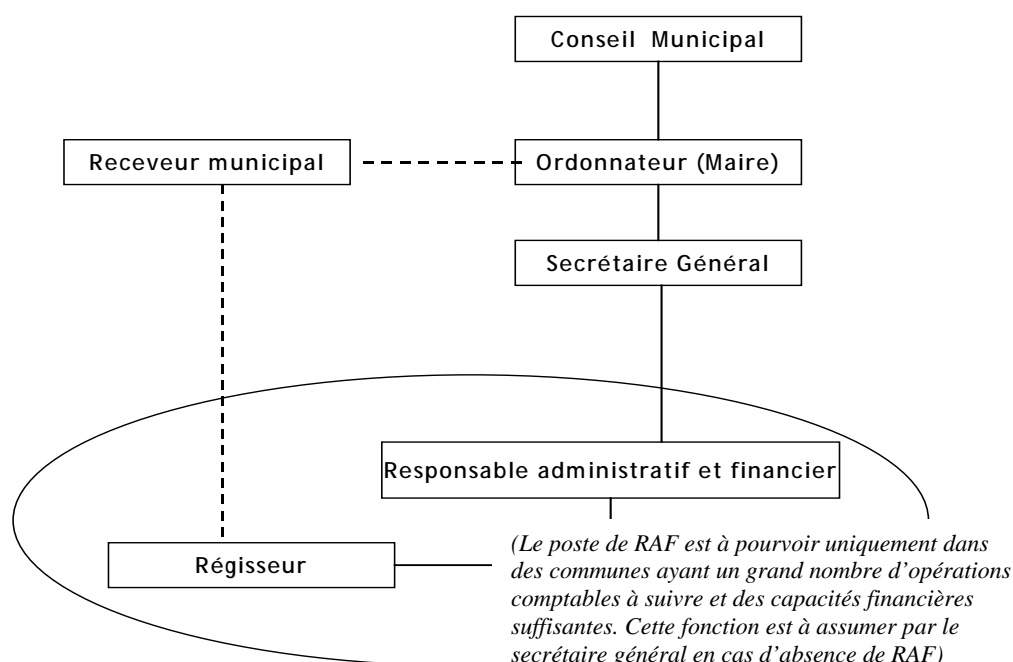 Conseil Municipal
Receveur municipal
Ordonnateur (Maire)
Secrétaire Général
Responsable administratif et financier
Régisseur
(Le poste de RAF est à pourvoir uniquement dans
des communes ayant un grand nombre d'opérations
comptables à suivre et des capacités financières
suffisantes. Cette fonction est à assumer par le
secrétaire général en cas d'absence de RAF)